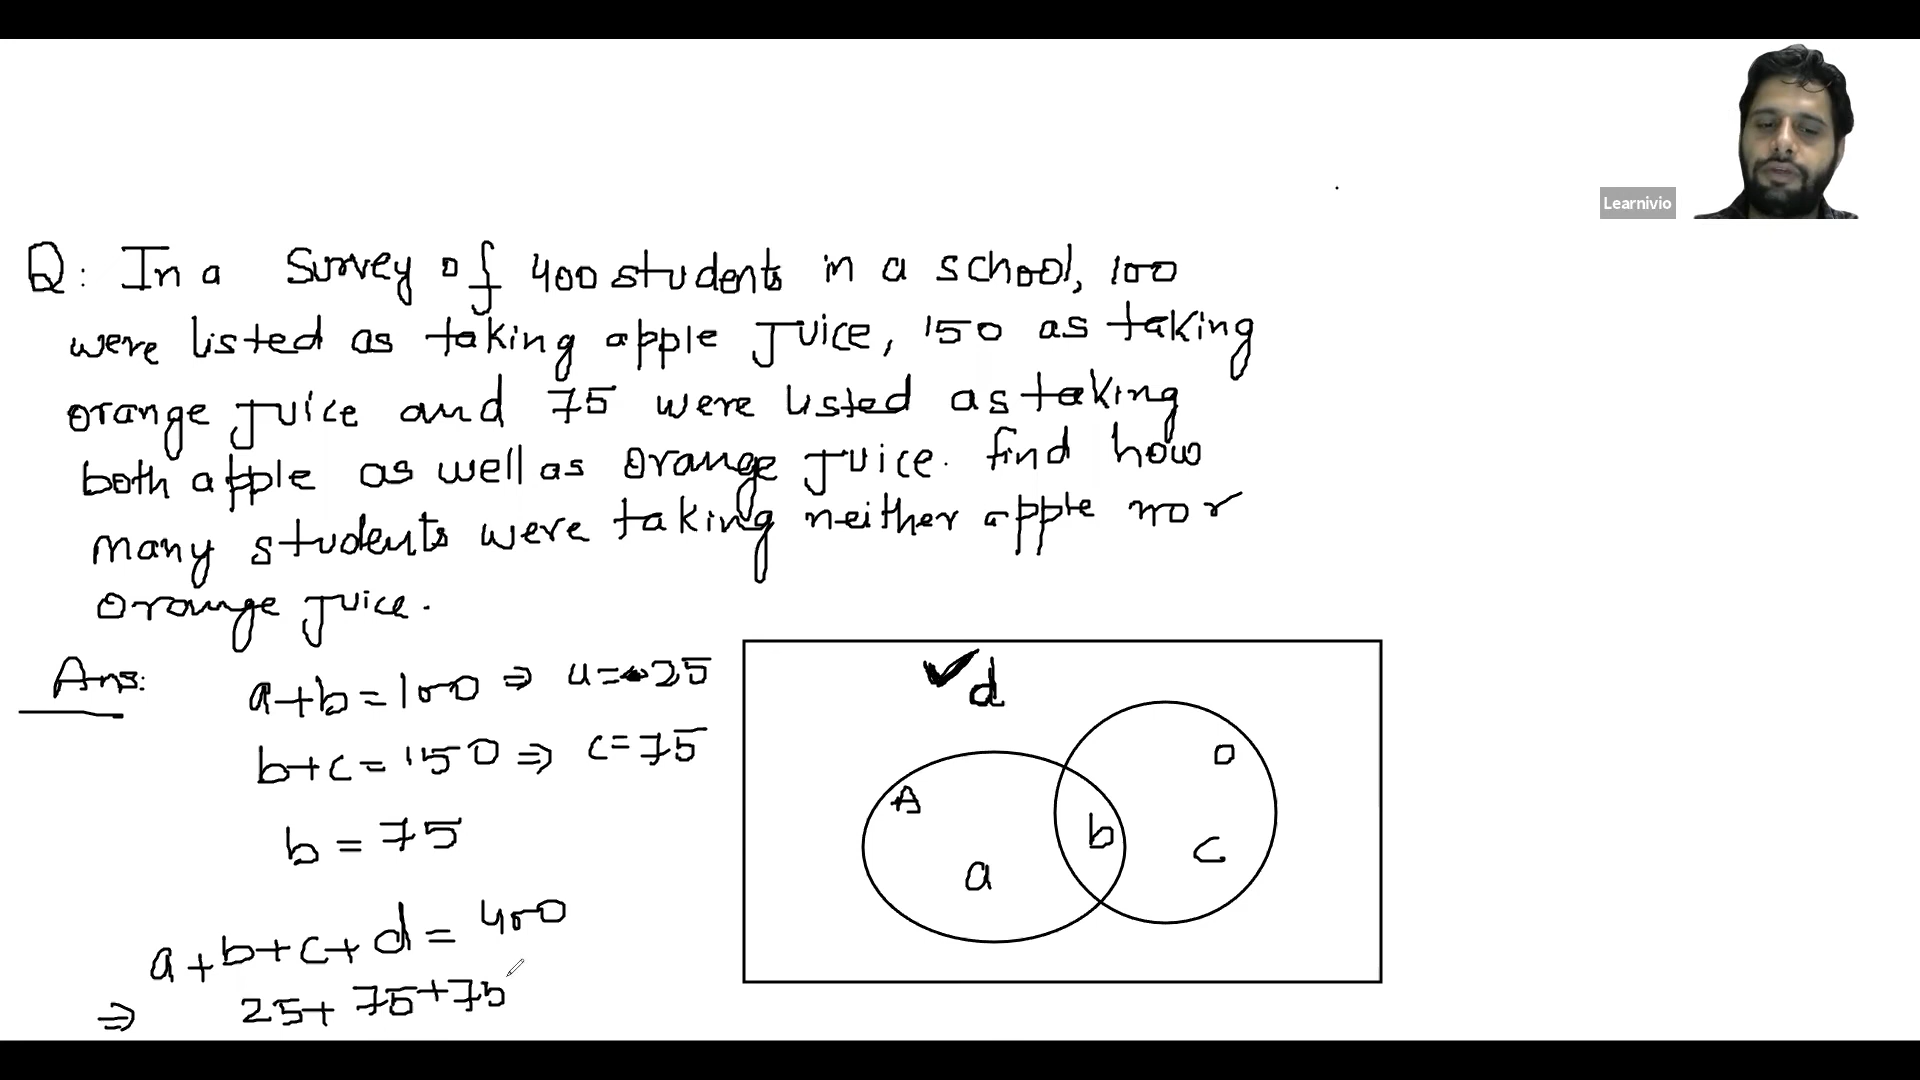 Learnivio
Q: In a survey of 400 students in a school, 100
were listed as taking apple juice, 150 as taking
orange juice and 75 were listed as taking
both apple as well as orange juice. find how
many students were taking neither apple nor
orange juice.
Ans: a+b=100 ⇒ a=25
b+c=150 ⇒ c=75
b = 75
a+b+c+d = 400
⇒ 25+75+75
d
A
O
a
b
c